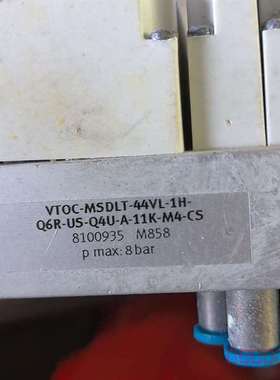 VTOC-MSDLT-44VL-1H-
Q6R-US-Q4U-A-11K-M4-CS
8100935 M858
p max: 8 bar